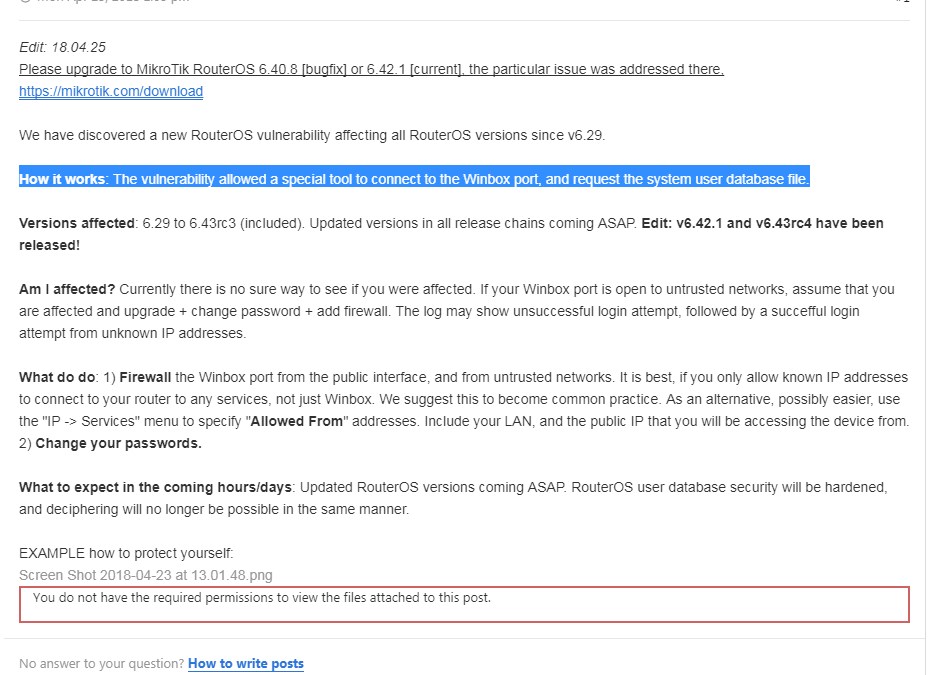 Edit: 18.04.25
Please upgrade to MikroTik RouterOS 6.40.8 [bugfix] or 6.42.1 [current], the particular issue was addressed there.
https://mikrotik.com/download
We have discovered a new RouterOS vulnerability affecting all RouterOS versions since v6.29.
How it works: The vulnerability allowed a special tool to connect to the Winbox port, and request the system user database file.
Versions affected: 6.29 to 6.43rc3 (included). Updated versions in all release chains coming ASAP. Edit: v6.42.1 and v6.43rc4 have been
released!
Am I affected? Currently there is no sure way to see if you were affected. If your Winbox port is open to untrusted networks, assume that you
are affected and upgrade + change password + add firewall. The log may show unsuccessful login attempt, followed by a succefful login
attempt from unknown IP addresses.
What do do: 1) Firewall the Winbox port from the public interface, and from untrusted networks. It is best, if you only allow known IP addresses
to connect to your router to any services, not just Winbox. We suggest this to become common practice. As an alternative, possibly easier, use
the "IP -> Services" menu to specify "Allowed From" addresses. Include your LAN, and the public IP that you will be accessing the device from.
2) Change your passwords.
What to expect in the coming hours/days: Updated RouterOS versions coming ASAP. RouterOS user database security will be hardened,
and deciphering will no longer be possible in the same manner.
EXAMPLE how to protect yourself:
Screen Shot 2018-04-23 at 13.01.48.png
You do not have the required permissions to view the files attached to this post.
No answer to your question? How to write posts